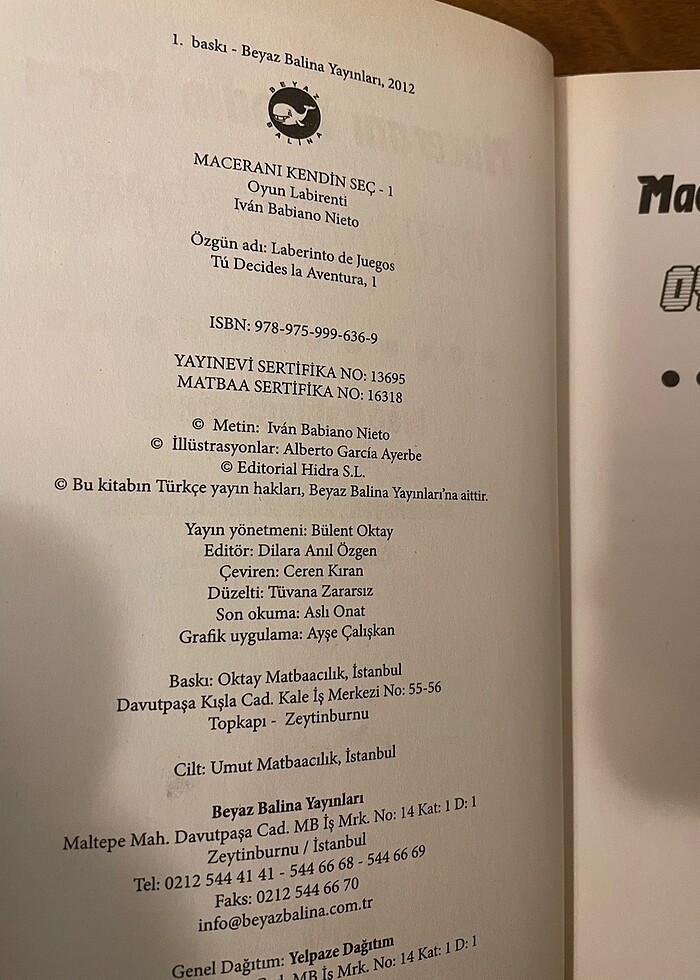 1. baskı - Beyaz Balina Yayınları, 2012
BEYAZ
BALİNA
MACERANI KENDİN SEÇ - 1
Oyun Labirenti
Iván Babiano Nieto
Özgün adı: Laberinto de Juegos
Tú Decides la Aventura, 1
ISBN: 978-975-999-636-9
YAYINEVİ SERTİFİKA NO: 13695
MATBAA SERTİFİKA NO: 16318
© Metin: Iván Babiano Nieto
© İllüstrasyonlar: Alberto García Ayerbe
© Editorial Hidra S.L.
© Bu kitabın Türkçe yayın hakları, Beyaz Balina Yayınları'na aittir.
Yayın yönetmeni: Bülent Oktay
Editör: Dilara Anıl Özgen
Çeviren: Ceren Kıran
Düzelti: Tüvana Zararsız
Son okuma: Aslı Onat
Grafik uygulama: Ayşe Çalışkan
Baskı: Oktay Matbaacılık, İstanbul
Davutpaşa Kışla Cad. Kale İş Merkezi No: 55-56
Topkapı - Zeytinburnu
Cilt: Umut Matbaacılık, İstanbul
Beyaz Balina Yayınları
Maltepe Mah. Davutpaşa Cad. MB İş Mrk. No: 14 Kat: 1 D: 1
Zeytinburnu / İstanbul
Tel: 0212 544 41 41 - 544 66 68 - 544 66 69
Faks: 0212 544 66 70
info@beyazbalina.com.tr
Genel Dağıtım: Yelpaze Dağıtım
Cad. MB İş Mrk. No: 14 Kat: 1 D: 1
Mac